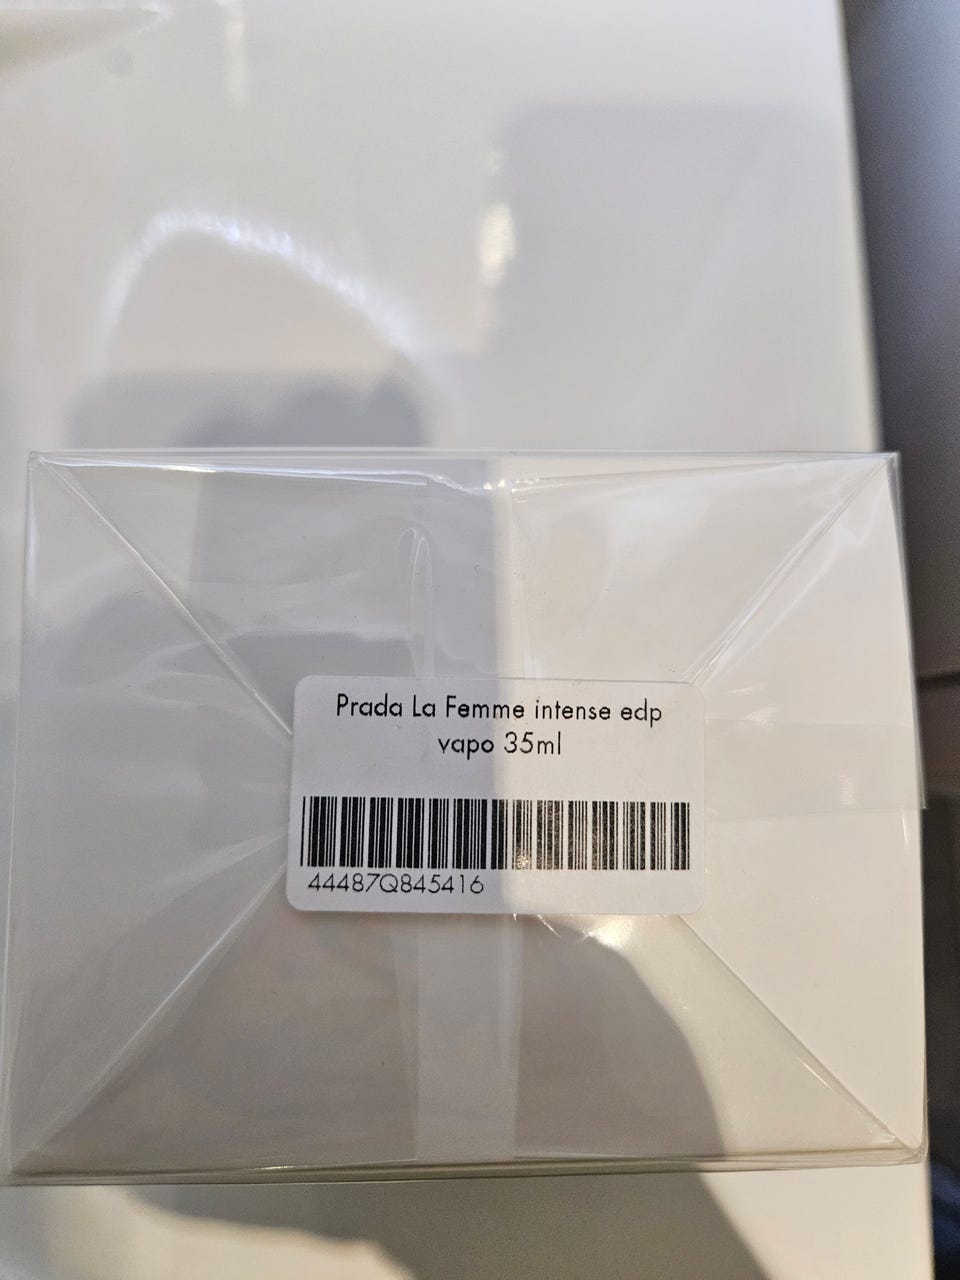 Prada La Femme intense edp
vapo 35ml
44487Q845416